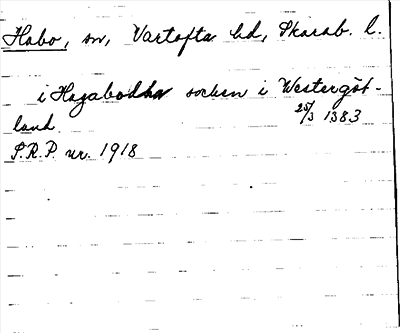 Habo, sn, Vartofta hd, Skarab. l.
i Hagabodha socken i Westergöt-
land 25/3 1383
S.R.P. nr. 1918